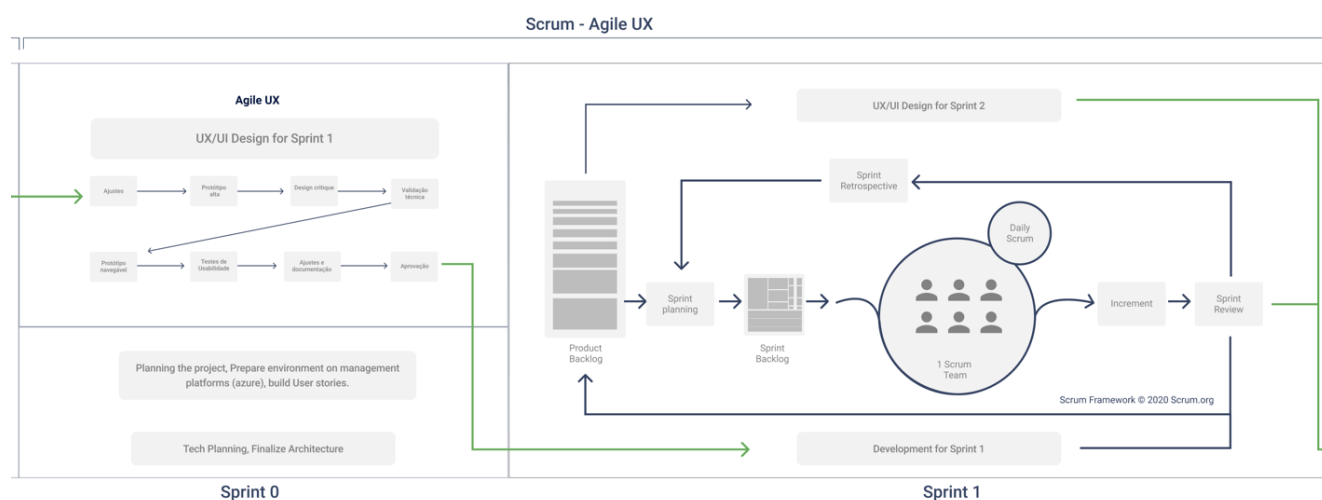 Scrum - Agile UX
Agile UX
UX/UI Design for Sprint 1
Ajustes
Protótipo
alta
Design critique
Validação
técnica
Protótipo
navegável
Testes de
Usabilidade
Ajustes e
documentação
Aprovação
Planning the project, Prepare environment on management
platforms (azure), build User stories.
Tech Planning, Finalize Architecture
Sprint 0
UX/UI Design for Sprint 2
Sprint
Retrospective
Daily
Scrum
Product
Backlog
Sprint
planning
Sprint
Backlog
1 Scrum
Team
Increment
Sprint
Review
Scrum Framework © 2020 Scrum.org
Development for Sprint 1
Sprint 1